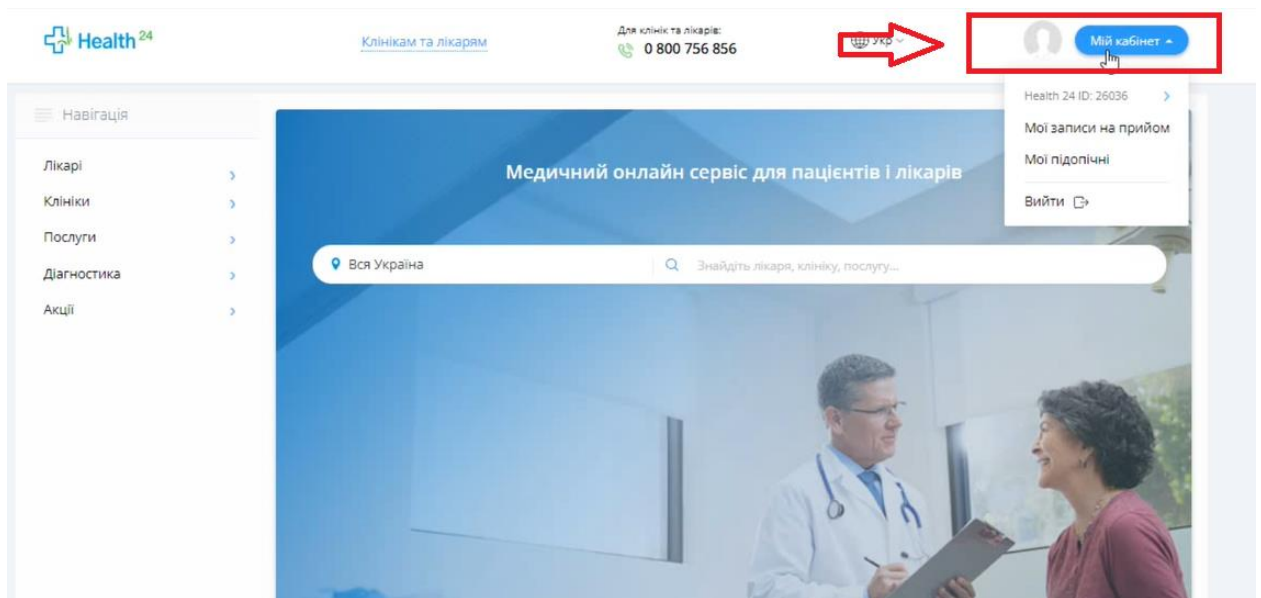 Health 24
Клінікам та лікарям
Для клінік та лікарів:
0 800 756 856
Укр
Мій кабінет
Health 24 ID: 26036
Мої записи на прийом
Мої підопічні
Вийти
Навігація
Лікарі
Клініки
Послуги
Діагностика
Акції
Медичний онлайн сервіс для пацієнтів і лікарів
Вся Україна
Знайдіть лікаря, клініку, послугу...